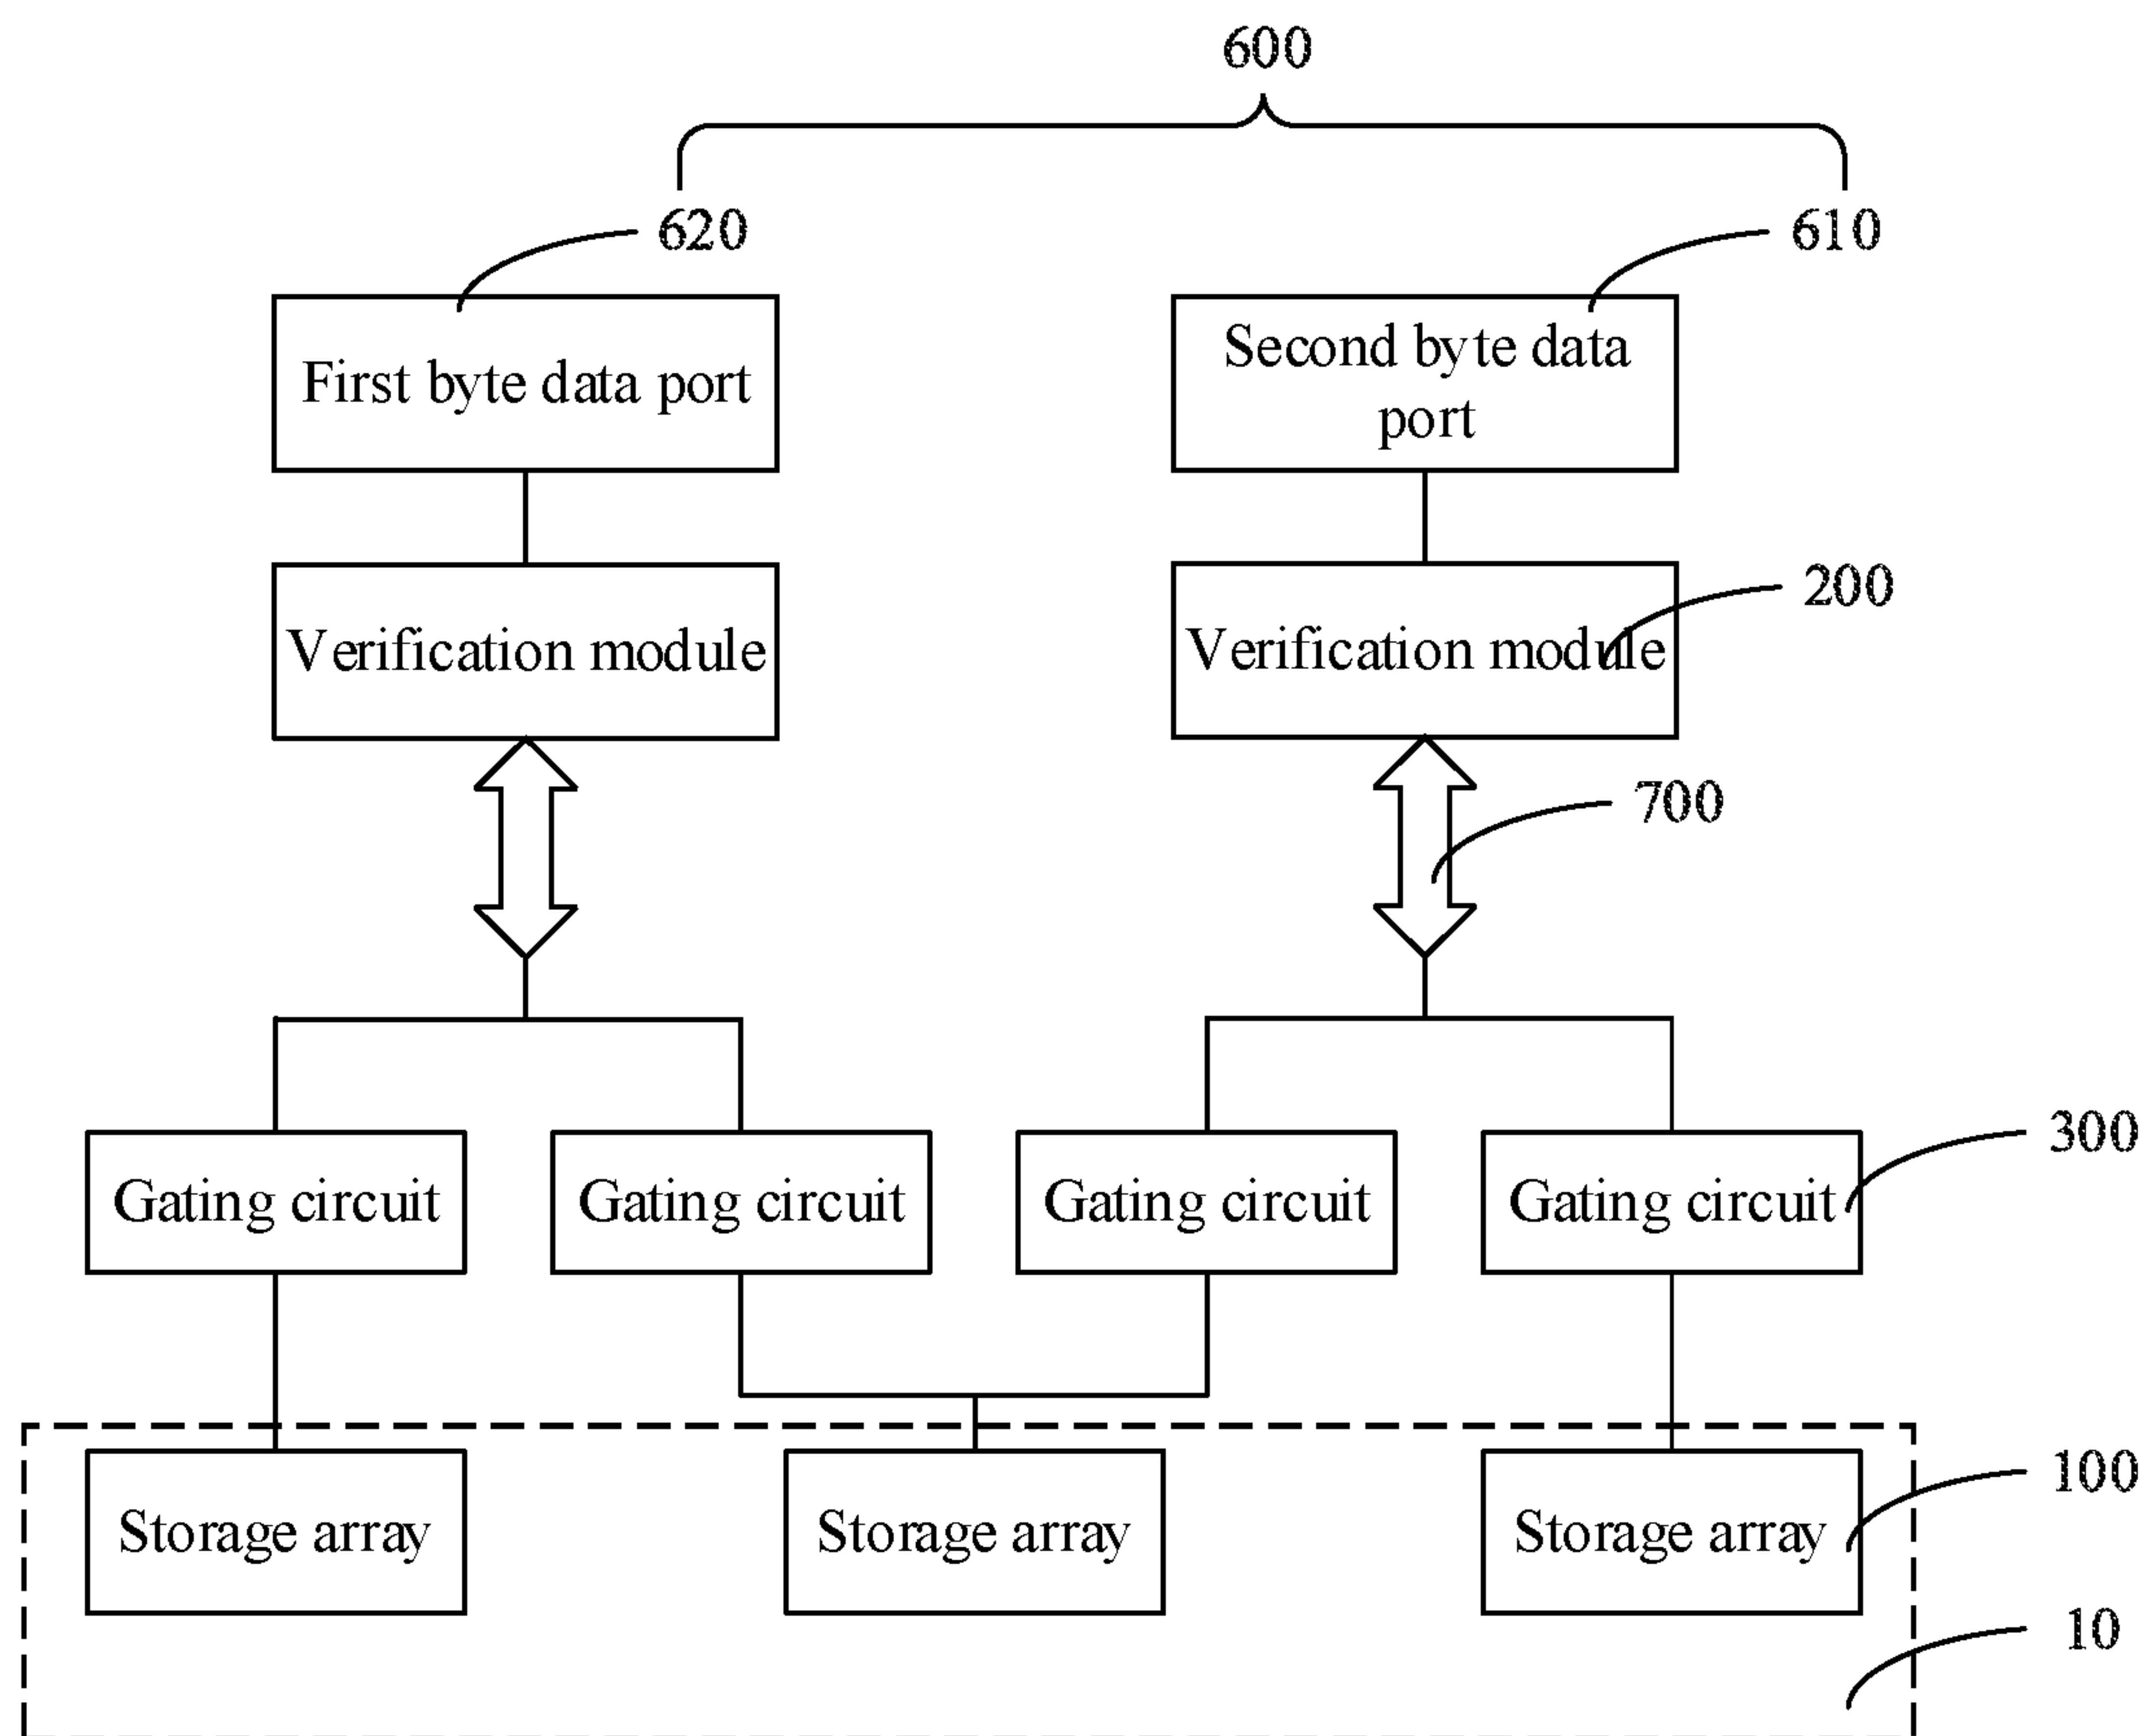 600
620
610
First byte data port
Second byte data
port
Verification module
Verification module
200
700
300
Gating circuit
Gating circuit
Gating circuit
Gating circuit
100
Storage array
Storage array
Storage array
10